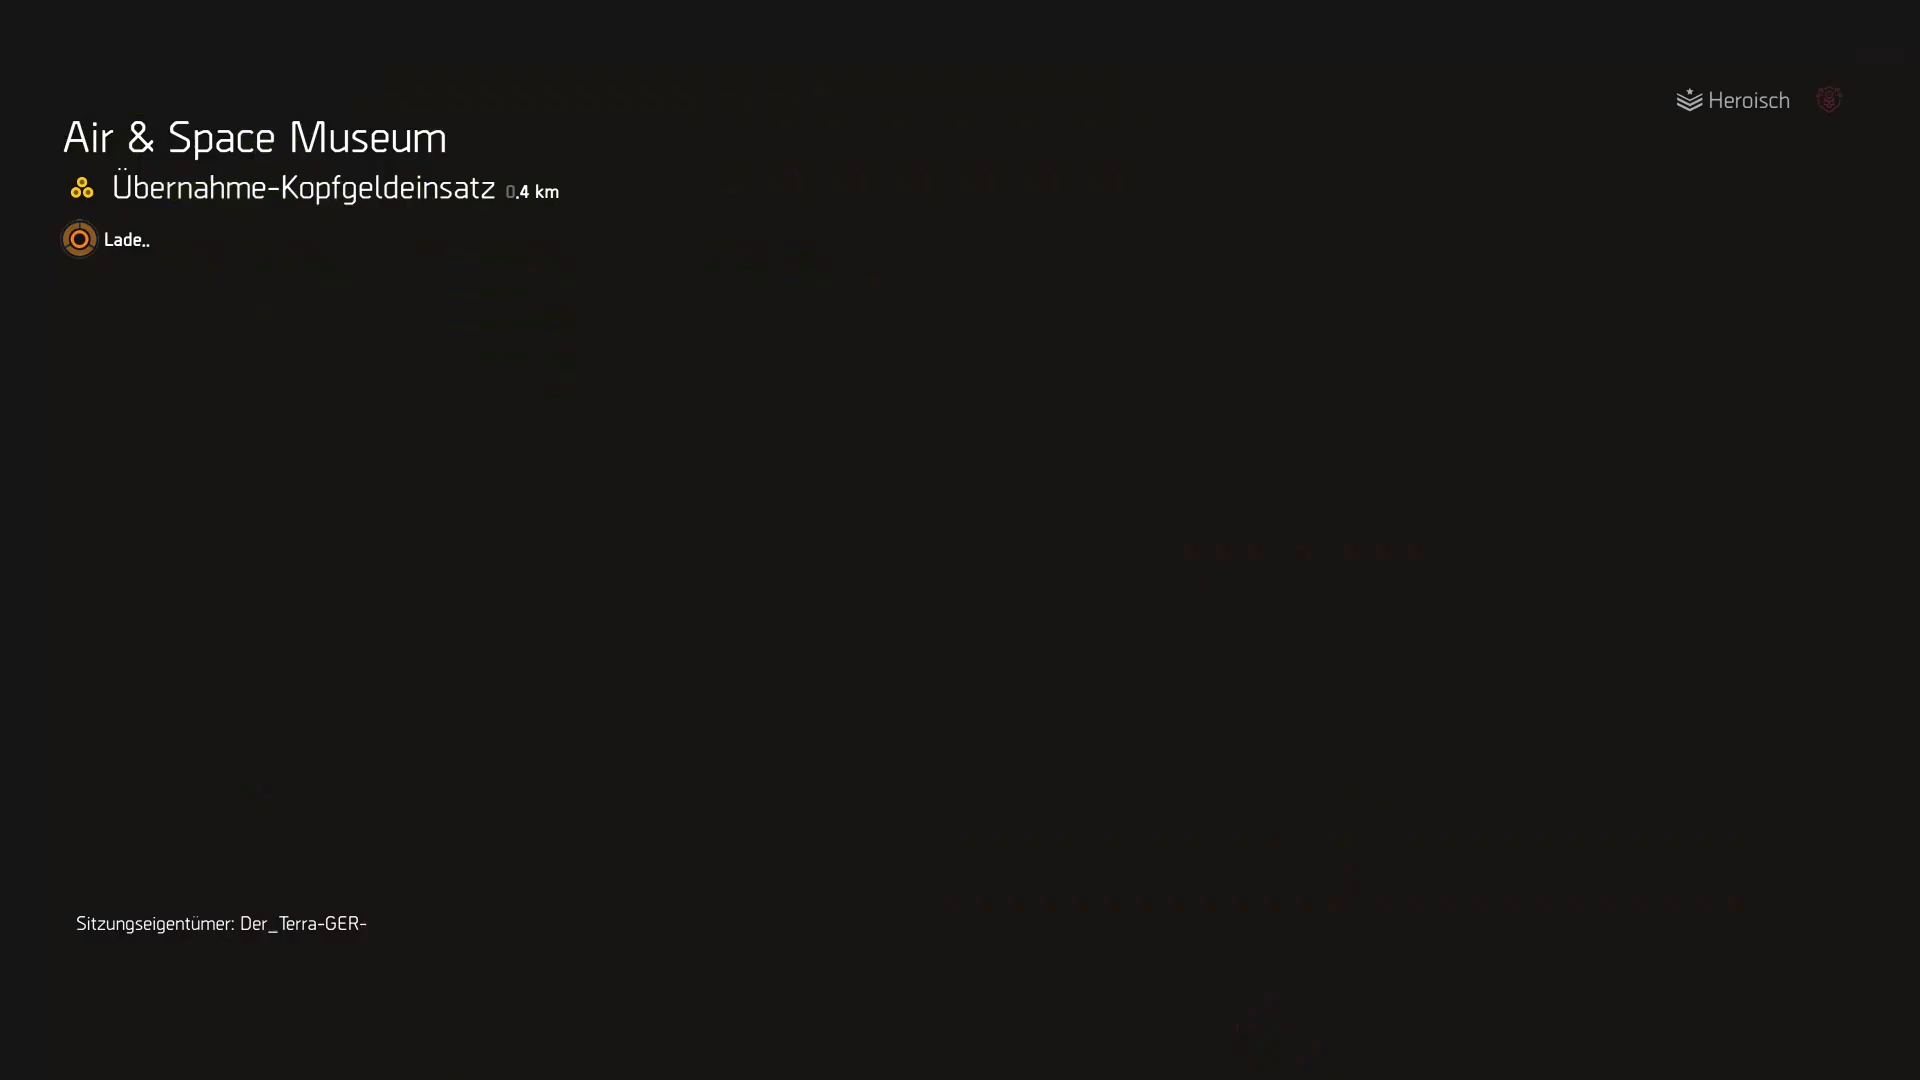 Heroisch
Air & Space Museum
Übernahme-Kopfgeldeinsatz 0.4 km
Lade..
Sitzungseigentümer: Der_Terra-GER-